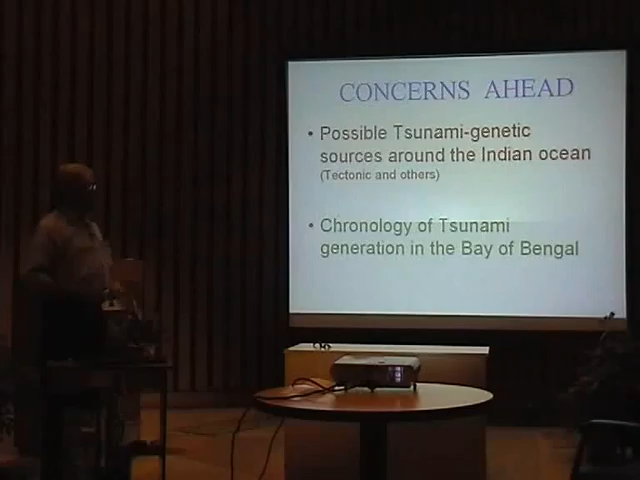 CONCERNS AHEAD
• Possible Tsunami-genetic
sources around the Indian ocean
(Tectonic and others)
• Chronology of Tsunami
generation in the Bay of Bengal